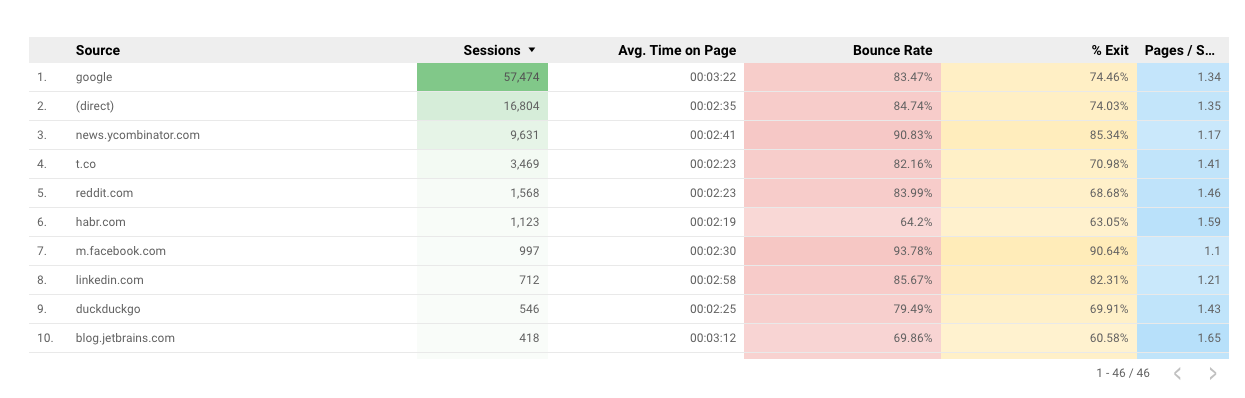 Source Sessions Avg. Time on Page Bounce Rate % Exit Pages / S...
1. google 57,474 00:03:22 83.47% 74.46% 1.34
2. (direct) 16,804 00:02:35 84.74% 74.03% 1.35
3. news.ycombinator.com 9,631 00:02:41 90.83% 85.34% 1.17
4. t.co 3,469 00:02:23 82.16% 70.98% 1.41
5. reddit.com 1,568 00:02:23 83.99% 68.68% 1.46
6. habr.com 1,123 00:02:19 64.2% 63.05% 1.59
7. m.facebook.com 997 00:02:30 93.78% 90.64% 1.1
8. linkedin.com 712 00:02:58 85.67% 82.31% 1.21
9. duckduckgo 546 00:02:25 79.49% 69.91% 1.43
10. blog.jetbrains.com 418 00:03:12 69.86% 60.58% 1.65
1 - 46 / 46